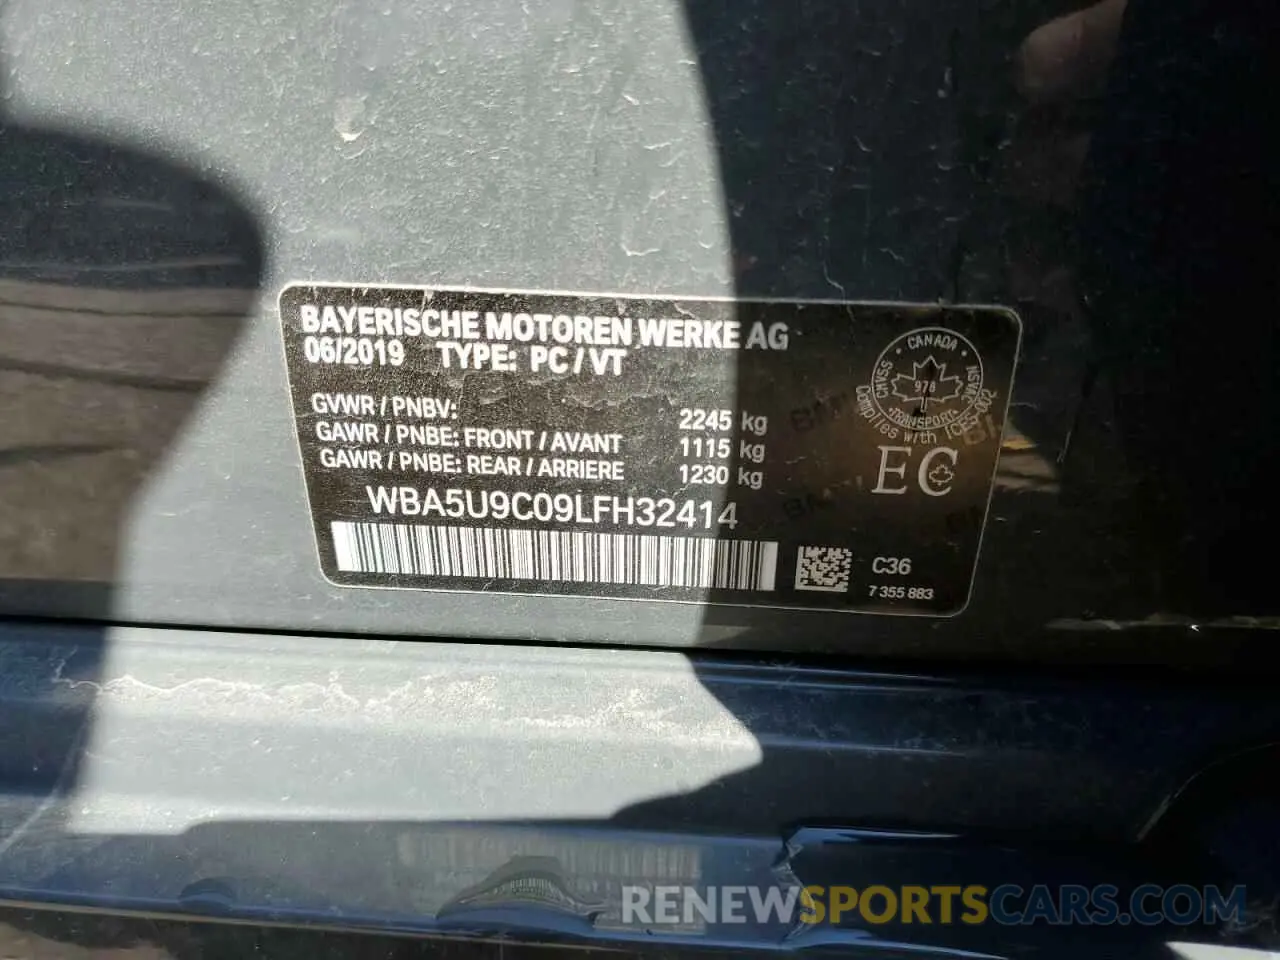 BAYERISCHE MOTOREN WERKE AG
06/2019 TYPE: PC / VT
GVWR / PNBV: 2245 kg
GAWR / PNBE: FRONT / AVANT 1115 kg
GAWR / PNBE: REAR / ARRIERE 1230 kg
WBA5U9C09LFH32414
CANADA
978
TRANSPORT
Complies with ICES-002
EC
C36
7 355 883
RENEWSPORTSCARS.COM